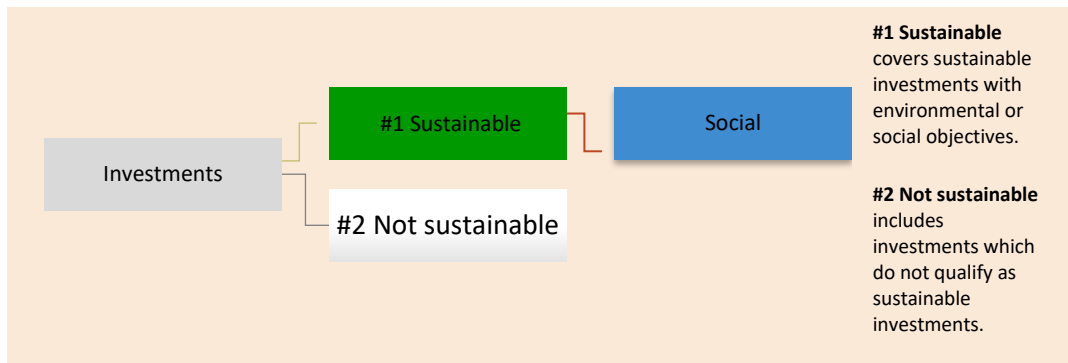 Investments
#1 Sustainable
#2 Not sustainable
Social
#1 Sustainable
covers sustainable
investments with
environmental or
social objectives.
#2 Not sustainable
includes
investments which
do not qualify as
sustainable
investments.